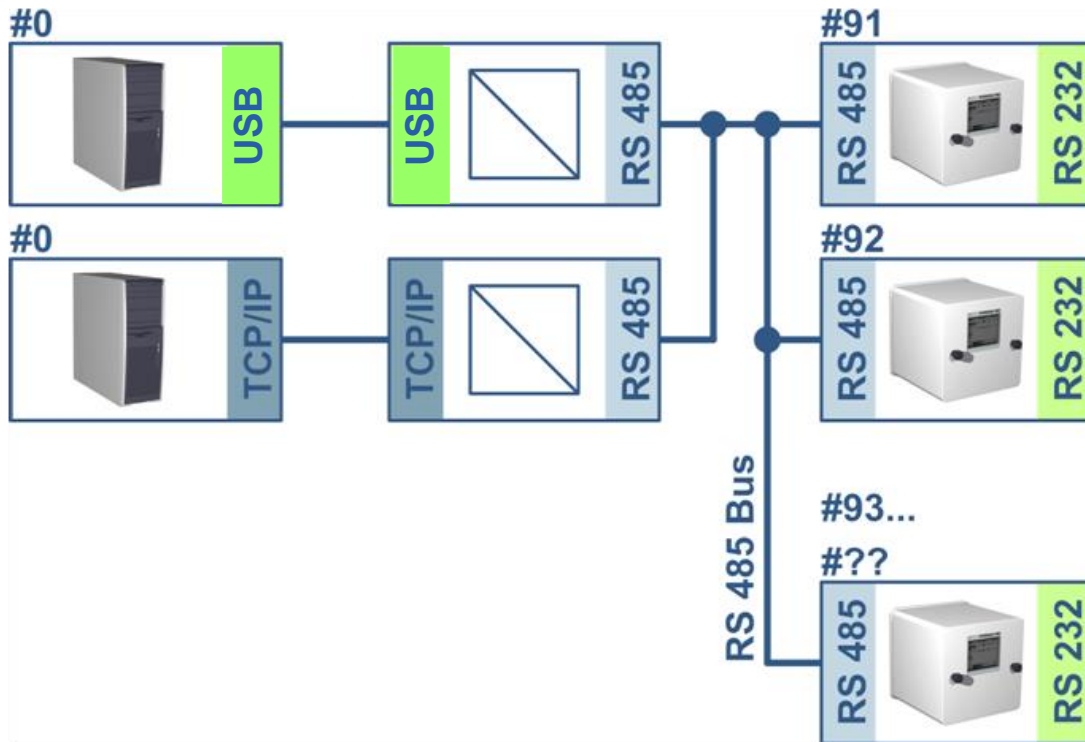 #0
USB
USB
RS 485
#91
RS 485
RS 232
#0
TCP/IP
TCP/IP
RS 485
#92
RS 485
RS 232
RS 485 Bus
#93...
#??
RS 485
RS 232